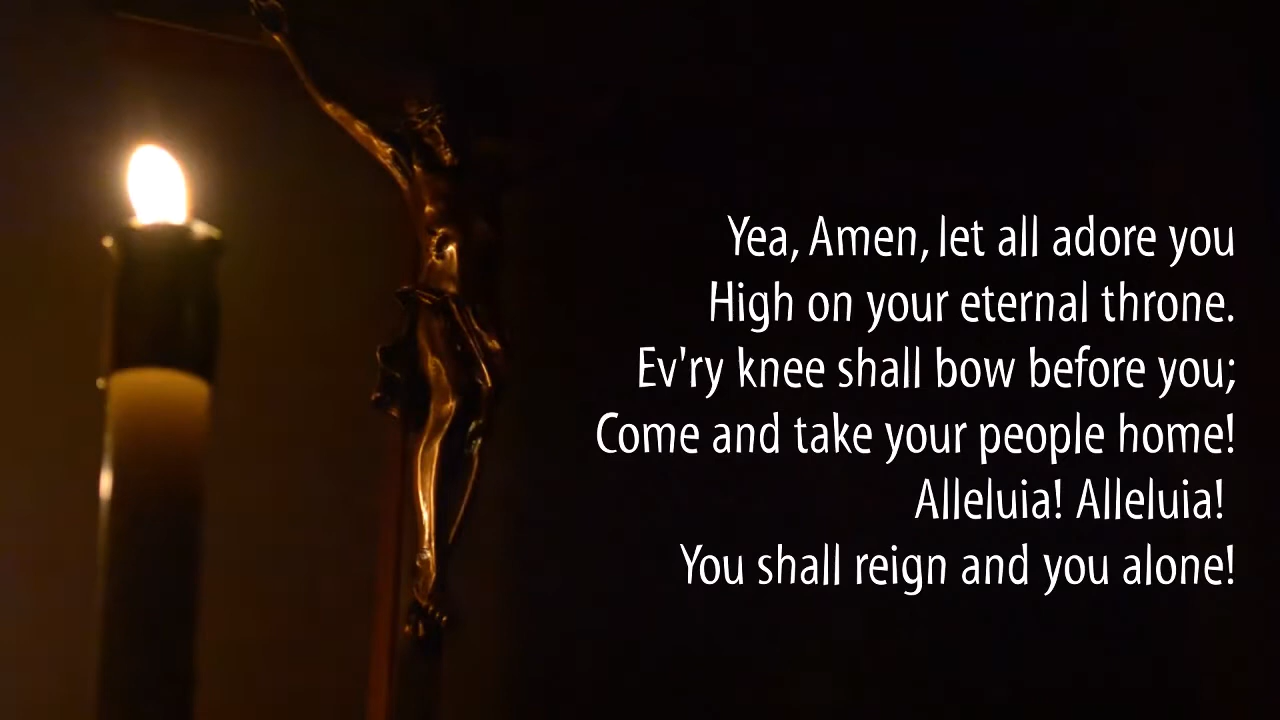 Yea, Amen, let all adore you
High on your eternal throne.
Ev'ry knee shall bow before you;
Come and take your people home!
Alleluia! Alleluia!
You shall reign and you alone!